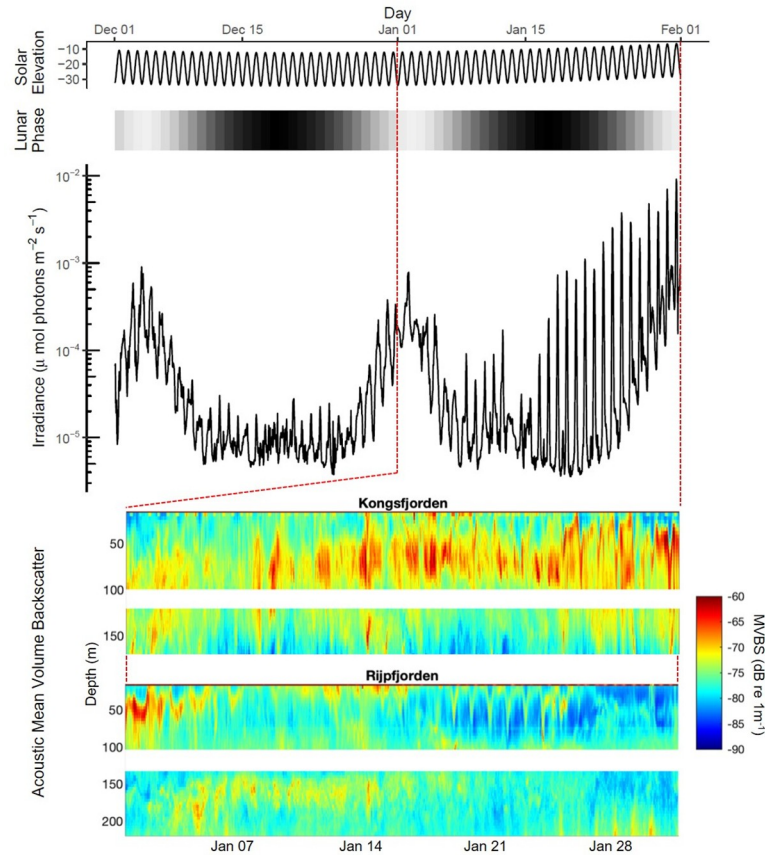 Day
Dec 01 Dec 15 Jan 01 Jan 15 Feb 01
Solar
Elevation
-10
-20
-30
Lunar
Phase
Irradiance (μ mol photons m⁻² s⁻¹)
10⁻²
10⁻³
10⁻⁴
10⁻⁵
Acoustic Mean Volume Backscatter
Depth (m)
Kongsfjorden
50
100
150
Rijpfjorden
50
100
150
200
Jan 07 Jan 14 Jan 21 Jan 28
-60
-65
-70
-75
-80
-85
-90
MVBS (dB re 1m⁻¹)